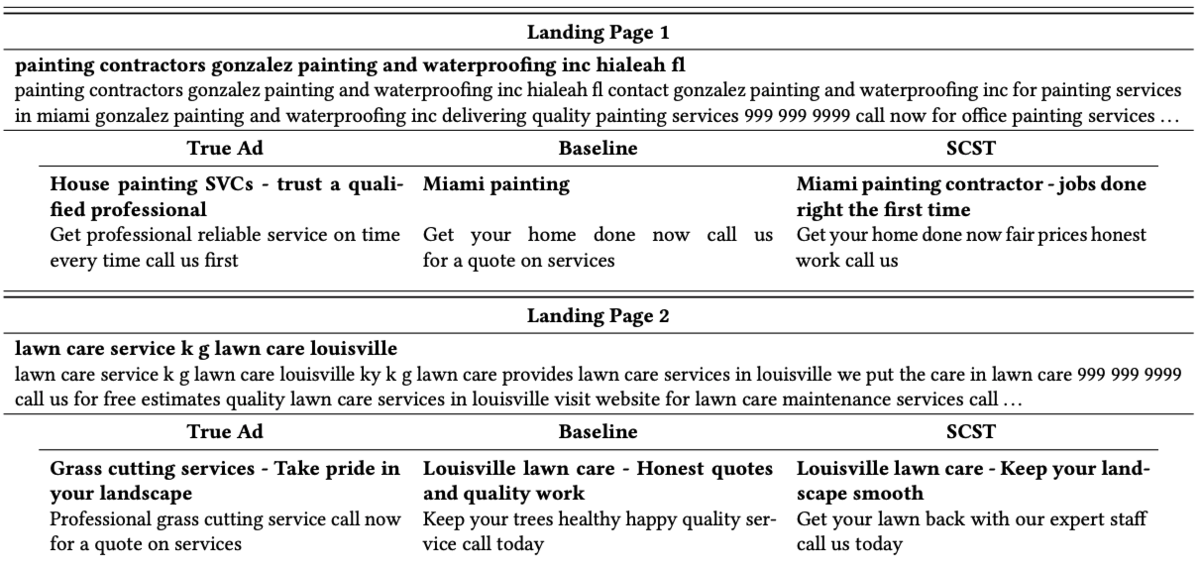 Landing Page 1
painting contractors gonzalez painting and waterproofing inc hialeah fl
painting contractors gonzalez painting and waterproofing inc hialeah fl contact gonzalez painting and waterproofing inc for painting services
in miami gonzalez painting and waterproofing inc delivering quality painting services 999 999 9999 call now for office painting services ...
True Ad Baseline SCST
House painting SVCs - trust a quali-
fied professional
Get professional reliable service on time
every time call us first
Miami painting
Get your home done now call us
for a quote on services
Miami painting contractor - jobs done
right the first time
Get your home done now fair prices honest
work call us
Landing Page 2
lawn care service k g lawn care louisville
lawn care service k g lawn care louisville ky k g lawn care provides lawn care services in louisville we put the care in lawn care 999 999 9999
call us for free estimates quality lawn care services in louisville visit website for lawn care maintenance services call ...
True Ad Baseline SCST
Grass cutting services - Take pride in
your landscape
Professional grass cutting service call now
for a quote on services
Louisville lawn care - Honest quotes
and quality work
Keep your trees healthy happy quality ser-
vice call today
Louisville lawn care - Keep your land-
scape smooth
Get your lawn back with our expert staff
call us today